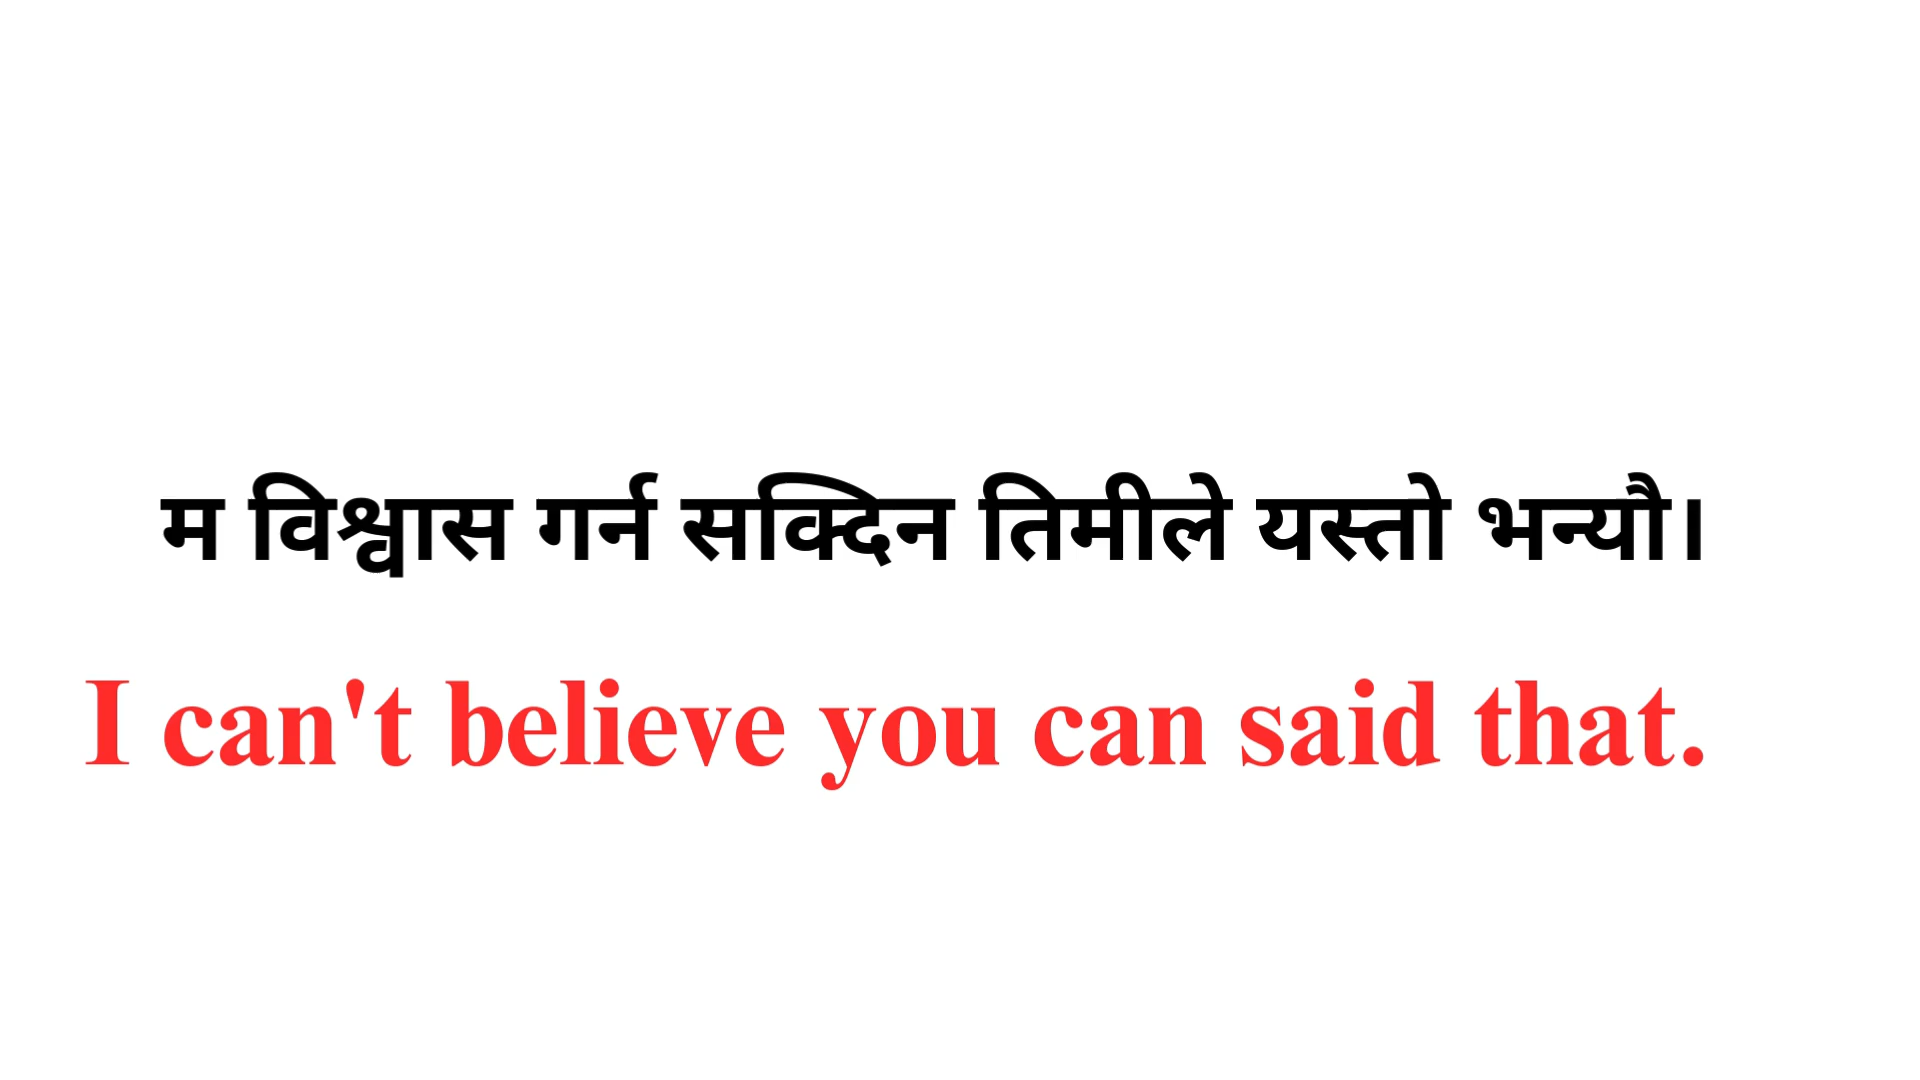 म विश्वास गर्न सक्दिन तिमीले यस्तो भन्यौ।
I can't believe you can said that.